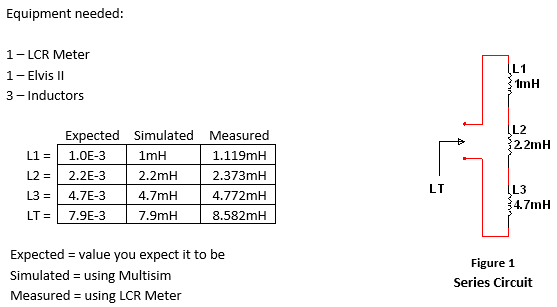 Equipment needed:
1 – LCR Meter
1 – Elvis II
3 – Inductors
Expected Simulated Measured
L1 = 1.0E-3 1mH 1.119mH
L2 = 2.2E-3 2.2mH 2.373mH
L3 = 4.7E-3 4.7mH 4.772mH
LT = 7.9E-3 7.9mH 8.582mH
Expected = value you expect it to be
Simulated = using Multisim
Measured = using LCR Meter
L1
1mH
L2
2.2mH
LT
L3
4.7mH
Figure 1
Series Circuit